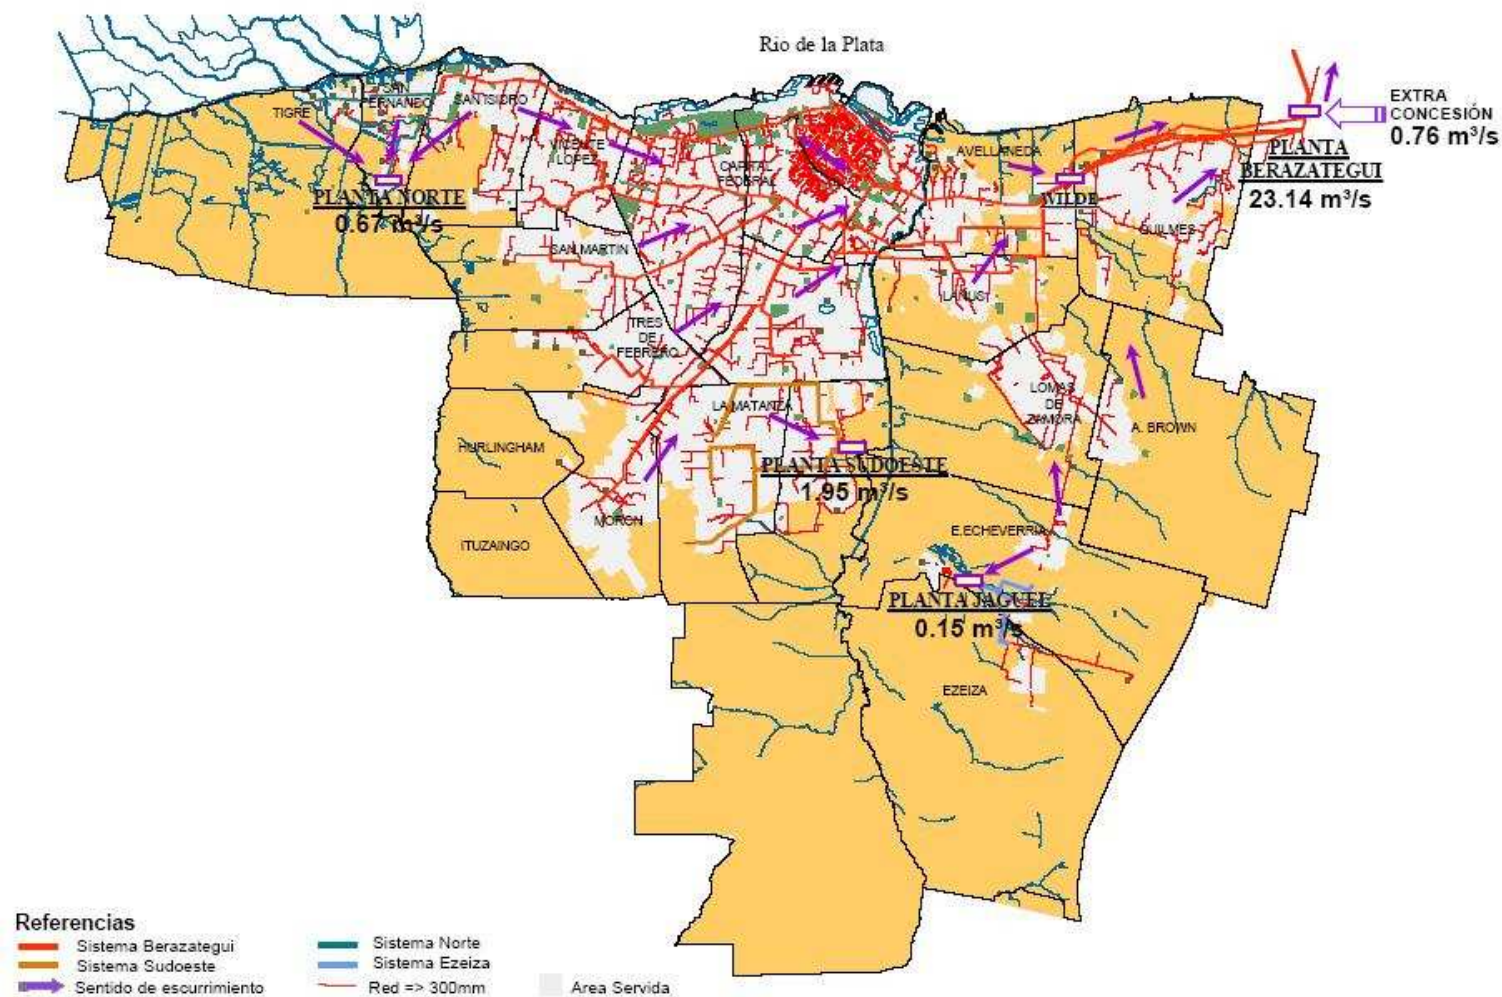 Rio de la Plata
EXTRA
CONCESIÓN
0.76 m³/s
SAN
FERNANDO
SAN ISIDRO
TIGRE
VICENTE
LOPEZ
AVELLANEDA
PLANTA
BERAZATEGUI
23.14 m³/s
CAPITAL
FEDERAL
PLANTA NORTE
0.67 m³/s
WILDE
QUILMES
SAN MARTIN
LANUS
TRES
DE
FEBRERO
LOMAS
DE
ZAMORA
LA MATANZA
A. BROWN
HURLINGHAM
PLANTA SUDOESTE
1.95 m³/s
MORON
E.ECHEVERRIA
ITUZAINGO
PLANTA JAGUEL
0.15 m³/s
EZEIZA
Referencias
Sistema Berazategui
Sistema Norte
Sistema Sudoeste
Sistema Ezeiza
Sentido de escurrimiento
Red => 300mm
Area Servida